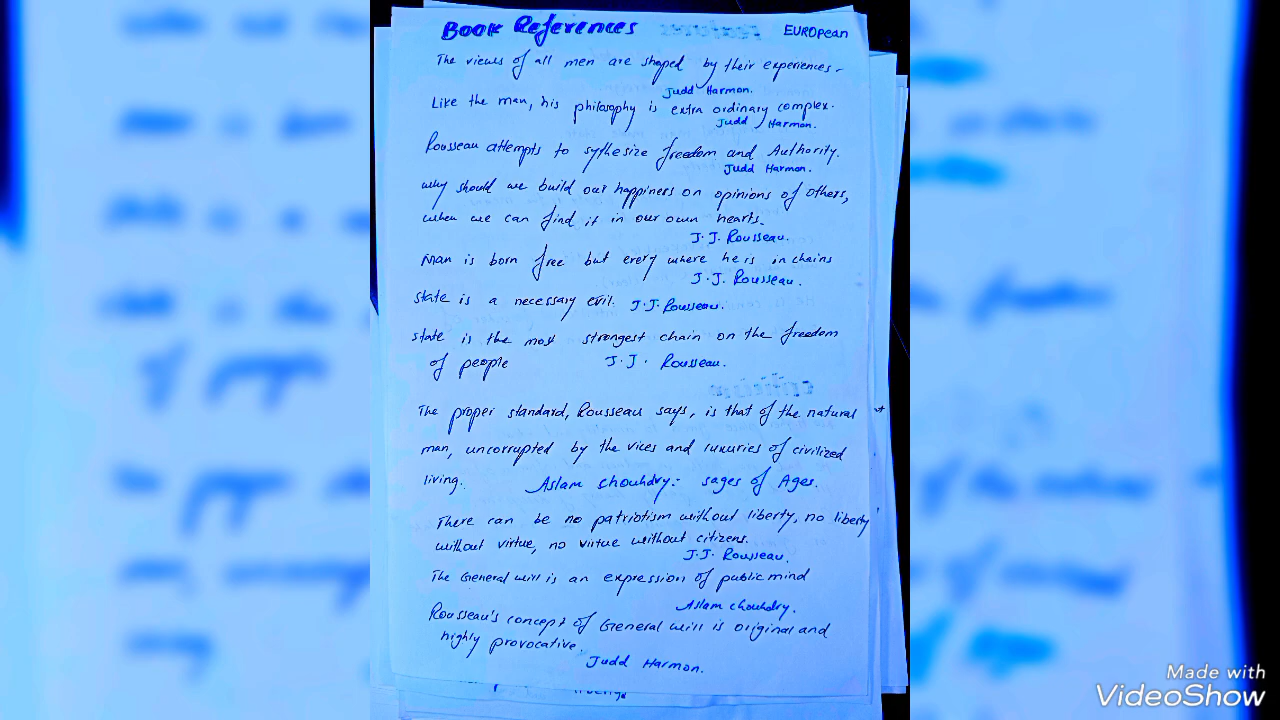 Book References
EUROPean
The views of all men are shaped by their experiences-
Judd Harmon.
Like the man, his philosophy is extra ordinary complex.
Judd Harmon.
Rousseau attempts to sythesize freedom and Authority.
Judd Harmon.
why should we build our happiness on opinions of others,
when we can find it in our own hearts.
J.J. Rousseau.
Man is born free but every where he is in chains
J.J. Rousseau.
state is a necessary evil. J.J. Rousseau.
state is the most strongest chain on the freedom
of people J.J. Rousseau.
The proper standard, Rousseau says, is that of the natural
man, uncorrupted by the vices and luxuries of civilized
living. Aslam chouhdry:- sages of Ages.
There can be no patriotism without liberty, no liberty
without virtue, no virtue without citizens.
J.J. Rousseau.
The General will is an expression of public mind
Aslam chouhdry.
Rousseau's concept of General will is original and
highly provocative.
Judd Harmon.
Made with
VideoShow